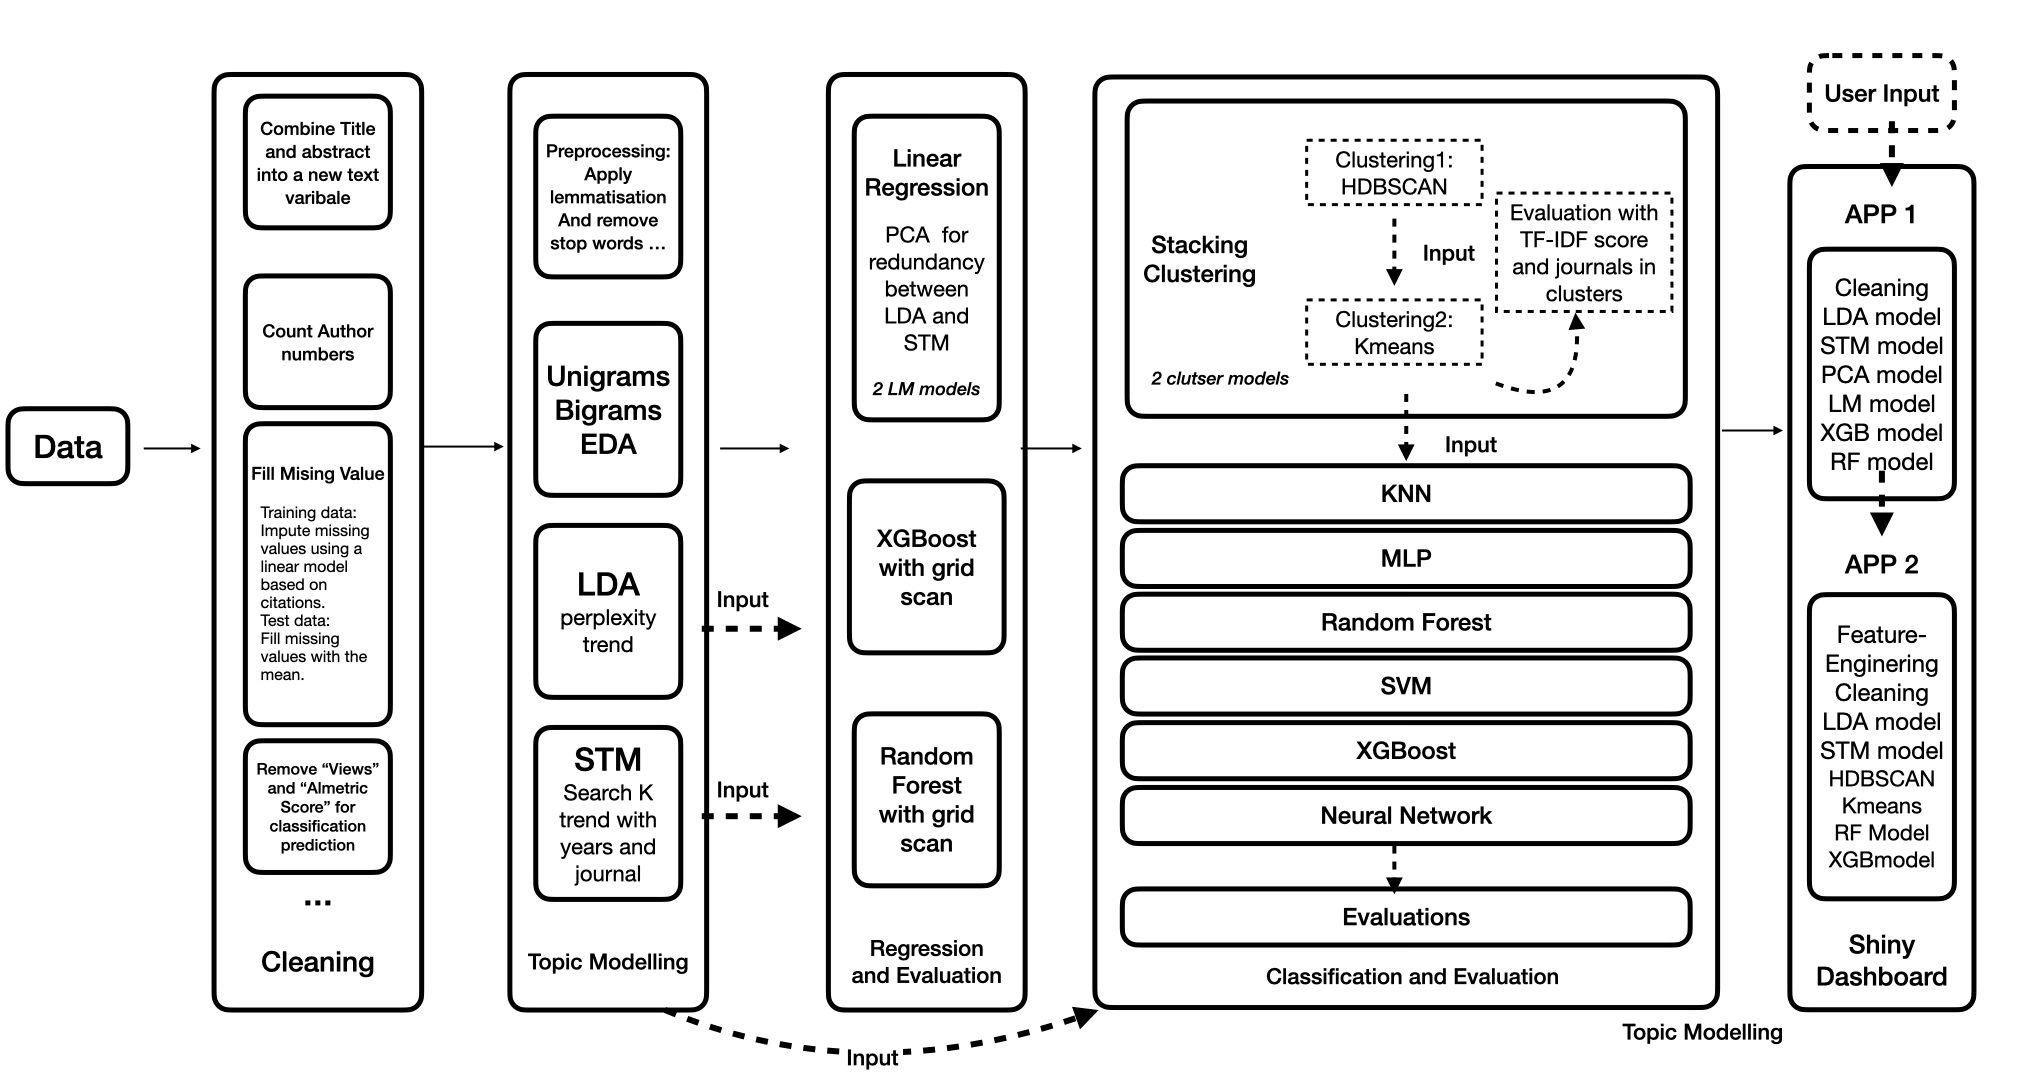 Data
Combine Title
and abstract
into a new text
varibale
Count Author
numbers
Fill Mising Value
Training data:
Impute missing
values using a
linear model
based on
citations.
Test data:
Fill missing
values with the
mean.
Remove “Views”
and “Almetric
Score” for
classification
prediction
...
Cleaning
Preprocessing:
Apply
lemmatisation
And remove
stop words ...
Unigrams
Bigrams
EDA
LDA
perplexity
trend
STM
Search K
trend with
years and
journal
Topic Modelling
Input
Input
Input
Linear
Regression
PCA for
redundancy
between
LDA and
STM
2 LM models
XGBoost
with grid
scan
Random
Forest
with grid
scan
Regression
and Evaluation
Stacking
Clustering
2 clutser models
Clustering1:
HDBSCAN
Input
Clustering2:
Kmeans
Evaluation with
TF-IDF score
and journals in
clusters
Input
KNN
MLP
Random Forest
SVM
XGBoost
Neural Network
Evaluations
Classification and Evaluation
Topic Modelling
User Input
APP 1
Cleaning
LDA model
STM model
PCA model
LM model
XGB model
RF model
APP 2
Feature-
Enginering
Cleaning
LDA model
STM model
HDBSCAN
Kmeans
RF Model
XGBmodel
Shiny
Dashboard